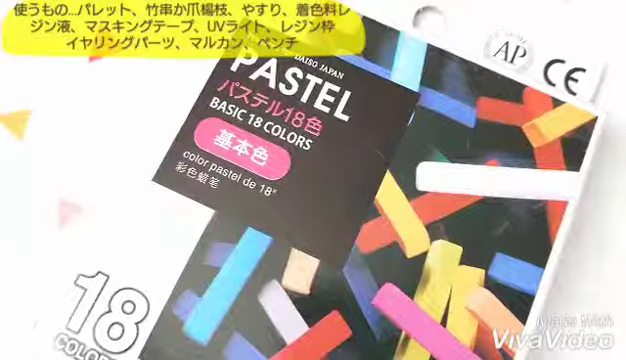 使うもの...パレット、竹串か爪楊枝、やすり、着色料レ
ジン液、マスキングテープ、UVライト、レジン枠
イヤリングパーツ、マルカン、ペンチ
DAISO JAPAN
PASTEL
パステル18色
BASIC 18 COLORS
基本色
color pastel de 18"
彩色蜡笔
AP
CE
18
COLORS
Made With
VivaVideo